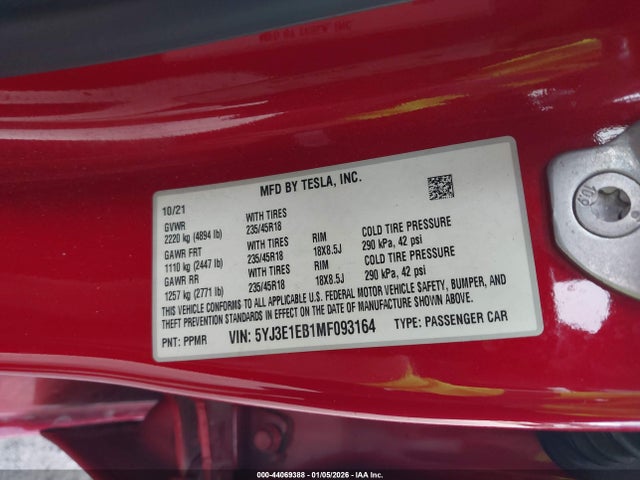 MFD BY TESLA, INC.
10/21
GVWR WITH TIRES
2220 kg (4894 lb) 235/45R18 RIM COLD TIRE PRESSURE
GAWR FRT WITH TIRES 18X8.5J 290 kPa, 42 psi
1110 kg (2447 lb) 235/45R18
GAWR RR WITH TIRES RIM COLD TIRE PRESSURE
1257 kg (2771 lb) 235/45R18 18X8.5J 290 kPa, 42 psi
THIS VEHICLE CONFORMS TO ALL APPLICABLE U.S. FEDERAL MOTOR VEHICLE SAFETY, BUMPER, AND
THEFT PREVENTION STANDARDS IN EFFECT ON THE DATE OF MANUFACTURE SHOWN ABOVE.
PNT: PPMR VIN: 5YJ3E1EB1MF093164 TYPE: PASSENGER CAR
10.9
000-44069388 - 01/05/2026 - IAA Inc.